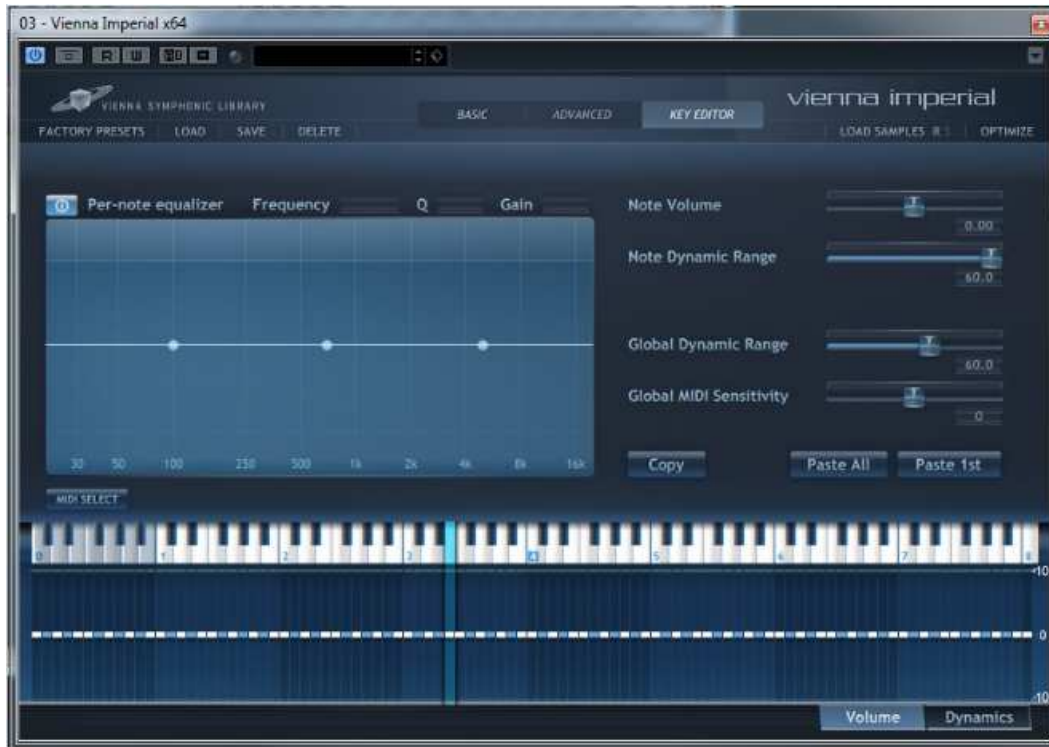 03 - Vienna Imperial x64
R W
VIENNA SYMPHONIC LIBRARY
vienna imperial
BASIC ADVANCED KEY EDITOR
FACTORY PRESETS LOAD SAVE DELETE
LOAD SAMPLES R OPTIMIZE
Per-note equalizer Frequency Q Gain
Note Volume
0.00
Note Dynamic Range
60.0
Global Dynamic Range
60.0
Global MIDI Sensitivity
0
30 50 100 250 500 1k 2k 4k 8k 16k
Copy Paste All Paste 1st
MIDI SELECT
0 1 2 3 4 5 6 7 8
-10
0
-10
Volume Dynamics